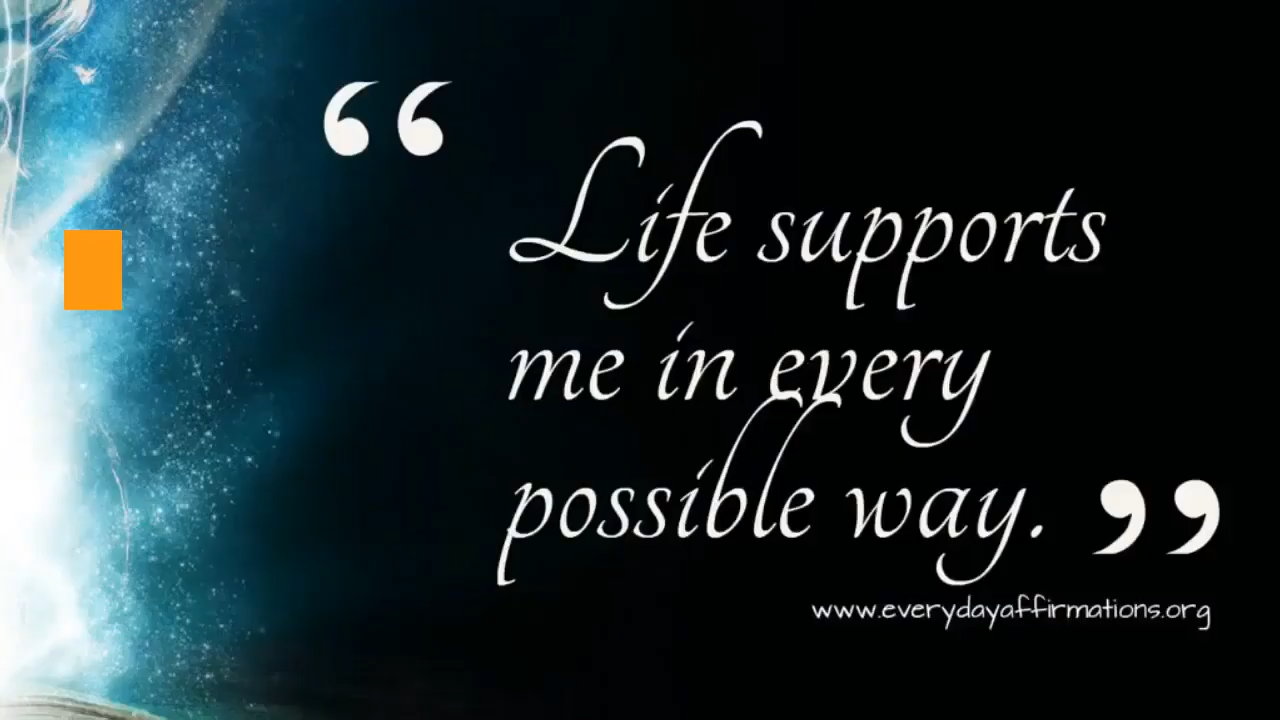 “ Life supports
me in every
possible way. ”
www.everydayaffirmations.org